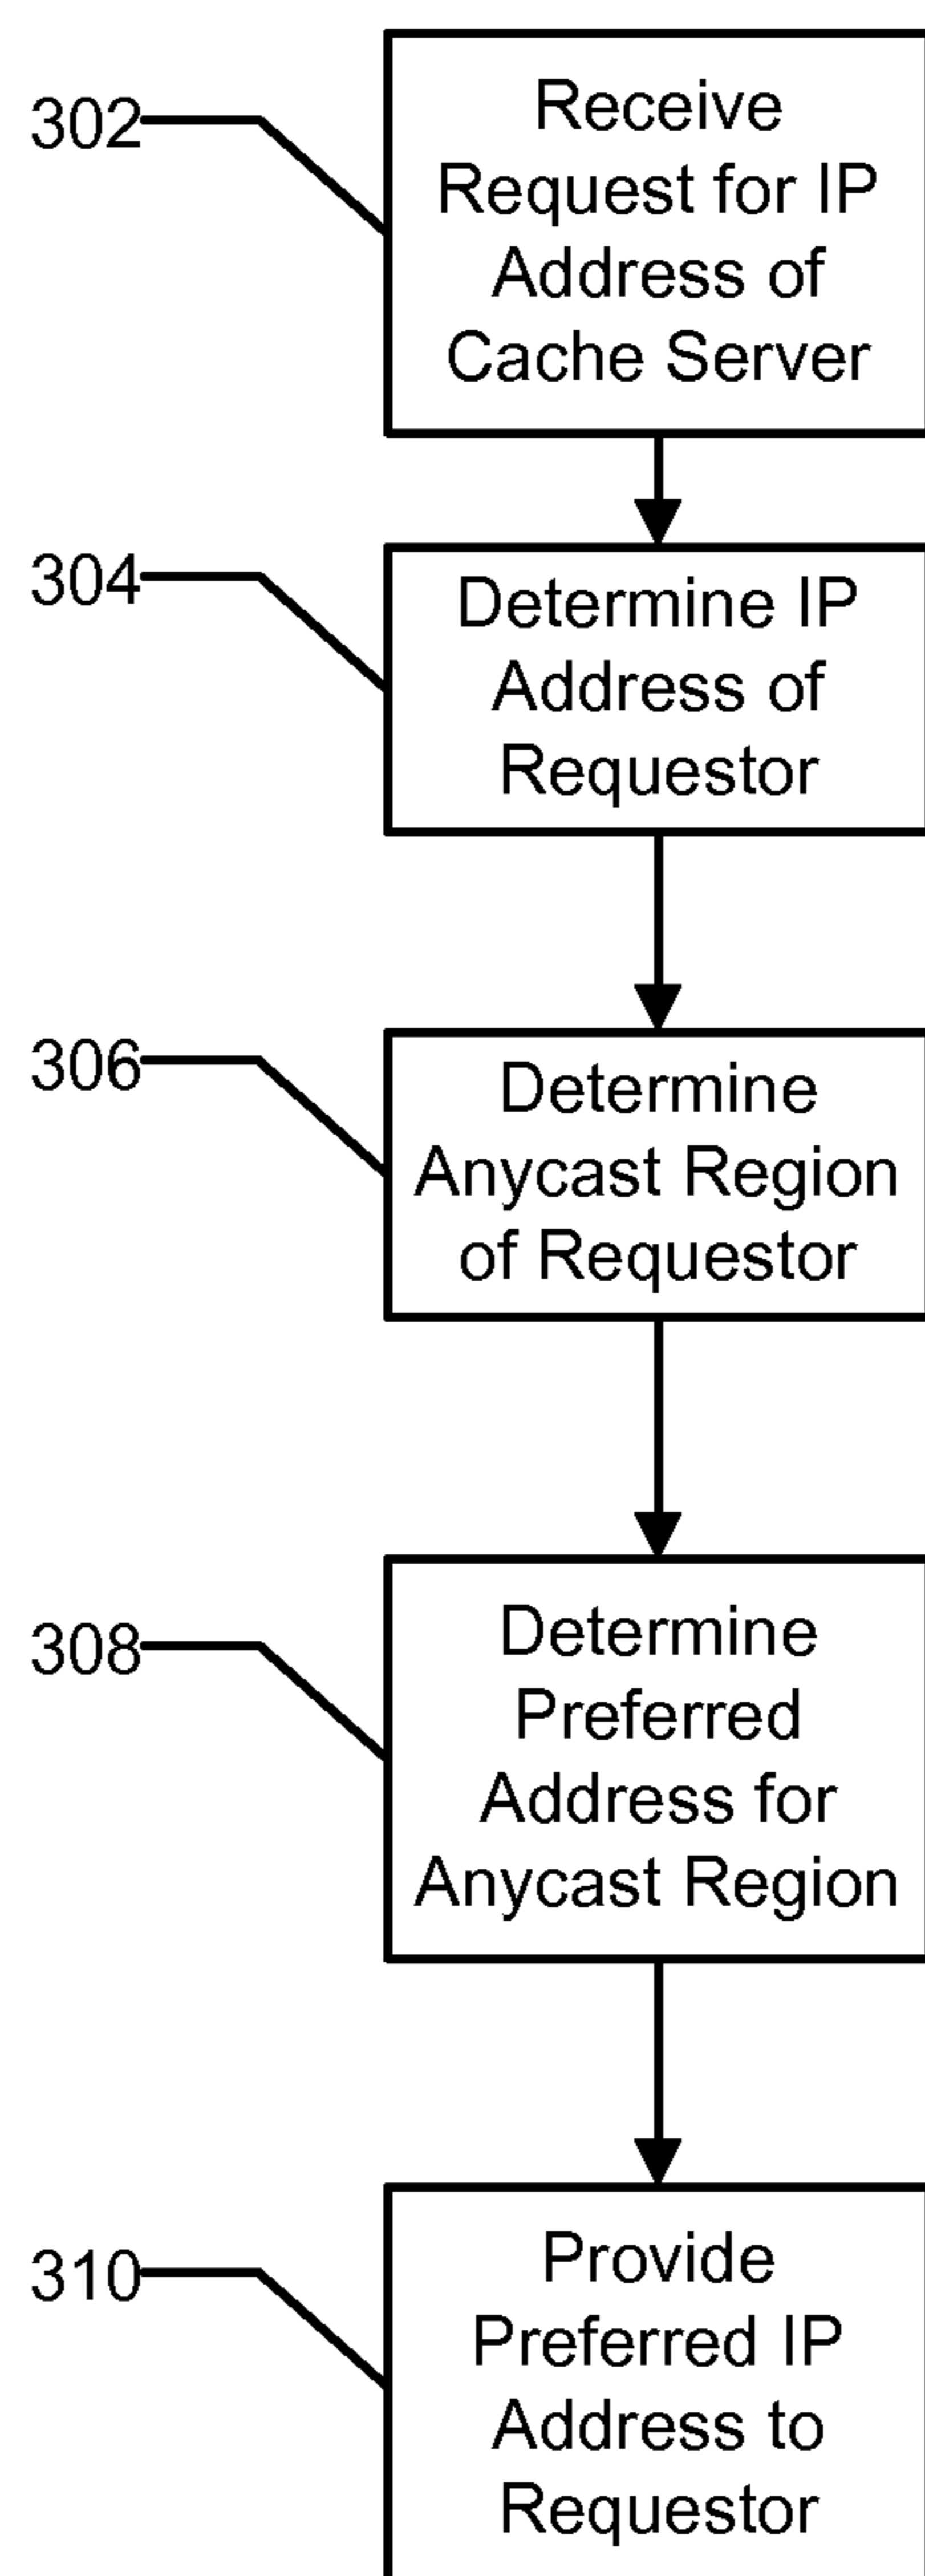 302
Receive
Request for IP
Address of
Cache Server
304
Determine IP
Address of
Requestor
306
Determine
Anycast Region
of Requestor
308
Determine
Preferred
Address for
Anycast Region
310
Provide
Preferred IP
Address to
Requestor